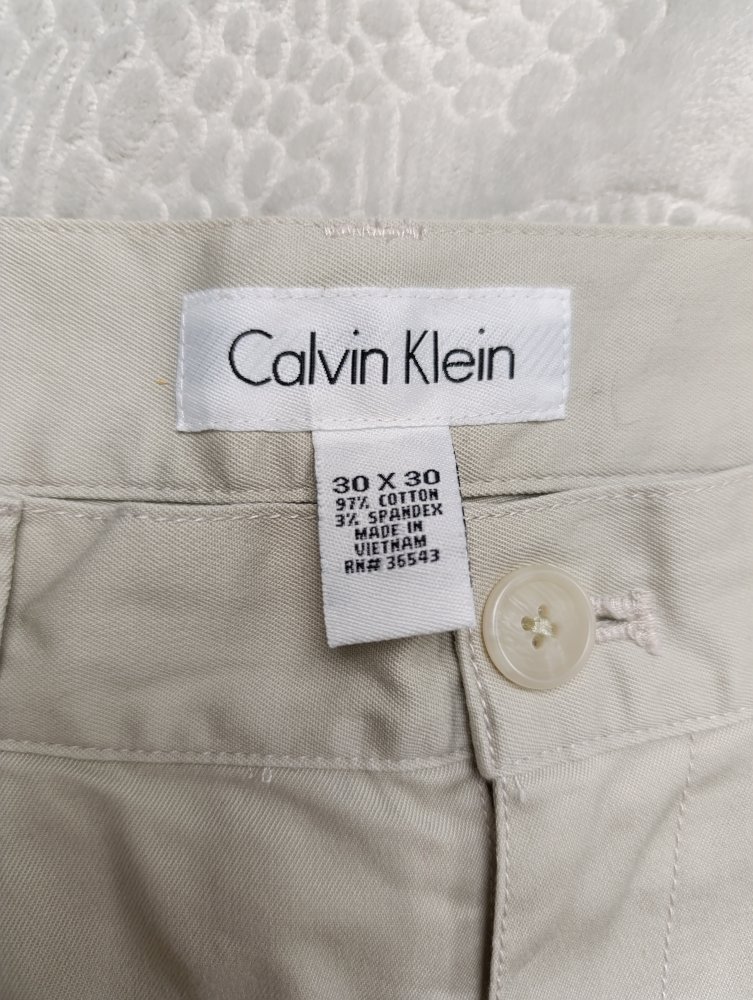 Calvin Klein
30 X 30
97% COTTON
3% SPANDEX
MADE IN
VIETNAM
RN# 36543